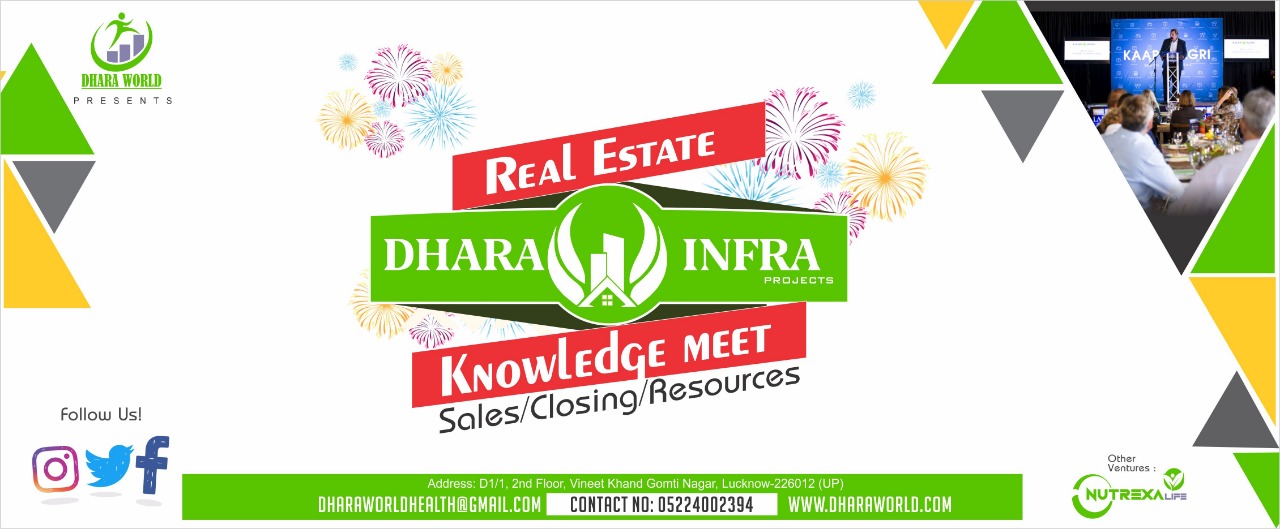 DHARA WORLD
PRESENTS
Real Estate
DHARA INFRA
PROJECTS
Knowledge MEET
Sales/Closing/Resources
Follow Us!
Address: D1/1, 2nd Floor, Vineet Khand Gomti Nagar, Lucknow-226012 (UP)
DHARAWORLDHEALTH@GMAIL.COM CONTACT NO: 05224002394 WWW.DHARAWORLD.COM
Other
Ventures :
NUTREXA LIFE